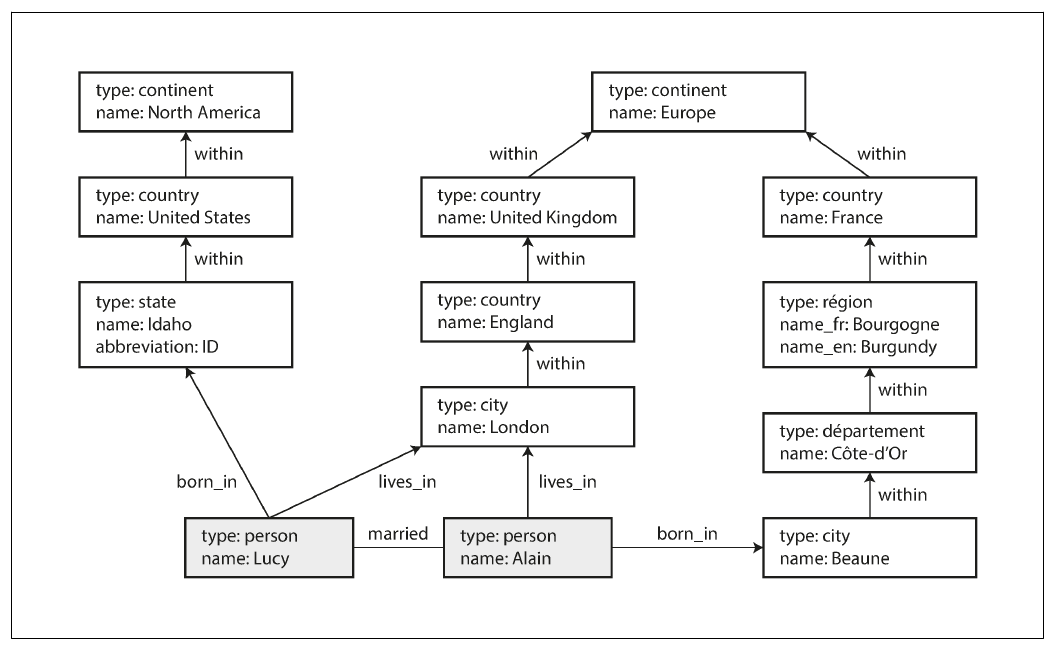 type: continent
name: North America
type: continent
name: Europe
within
within
within
type: country
name: United States
type: country
name: United Kingdom
type: country
name: France
within
within
within
type: state
name: Idaho
abbreviation: ID
type: country
name: England
type: région
name_fr: Bourgogne
name_en: Burgundy
within
within
type: city
name: London
type: département
name: Côte-d’Or
born_in
lives_in
lives_in
within
type: person
name: Lucy
married
type: person
name: Alain
born_in
type: city
name: Beaune